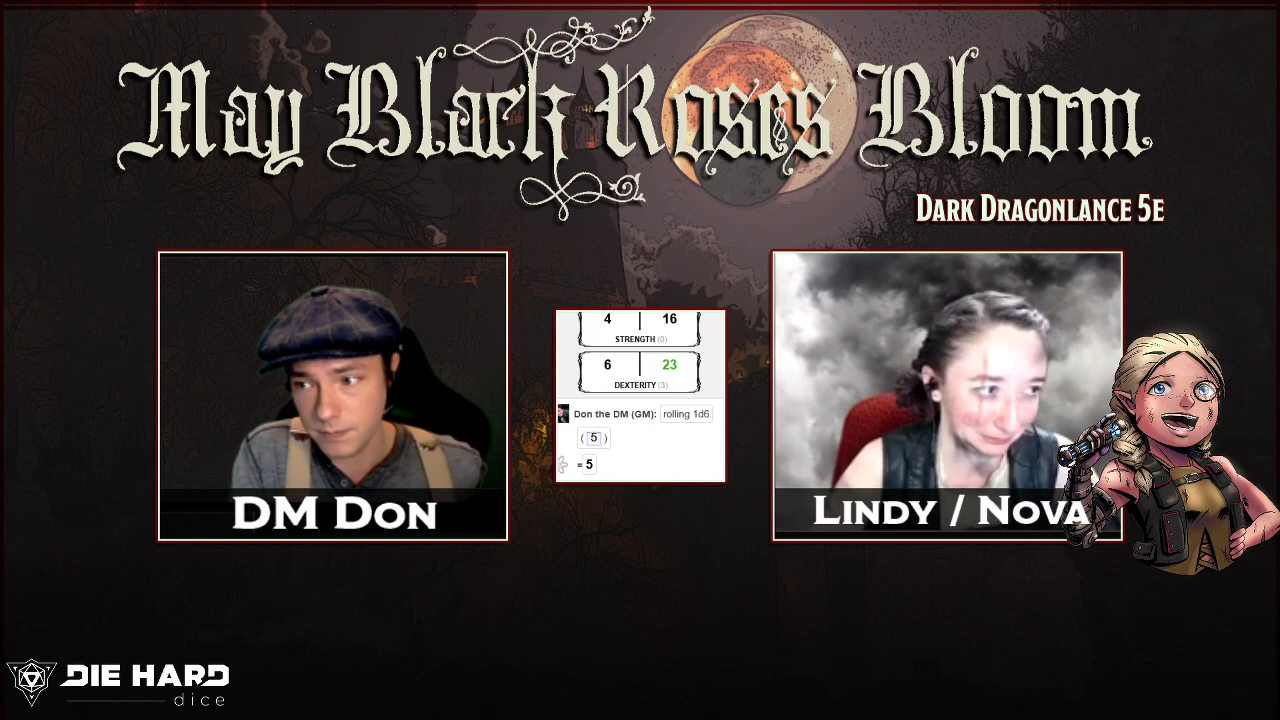 May Black Roses Bloom
Dark Dragonlance 5e
4 16
STRENGTH (0)
6 23
DEXTERITY (3)
Don the DM (GM): rolling 1d6
( 5 )
= 5
DM Don
Lindy / Nova
DIE HARD
dice